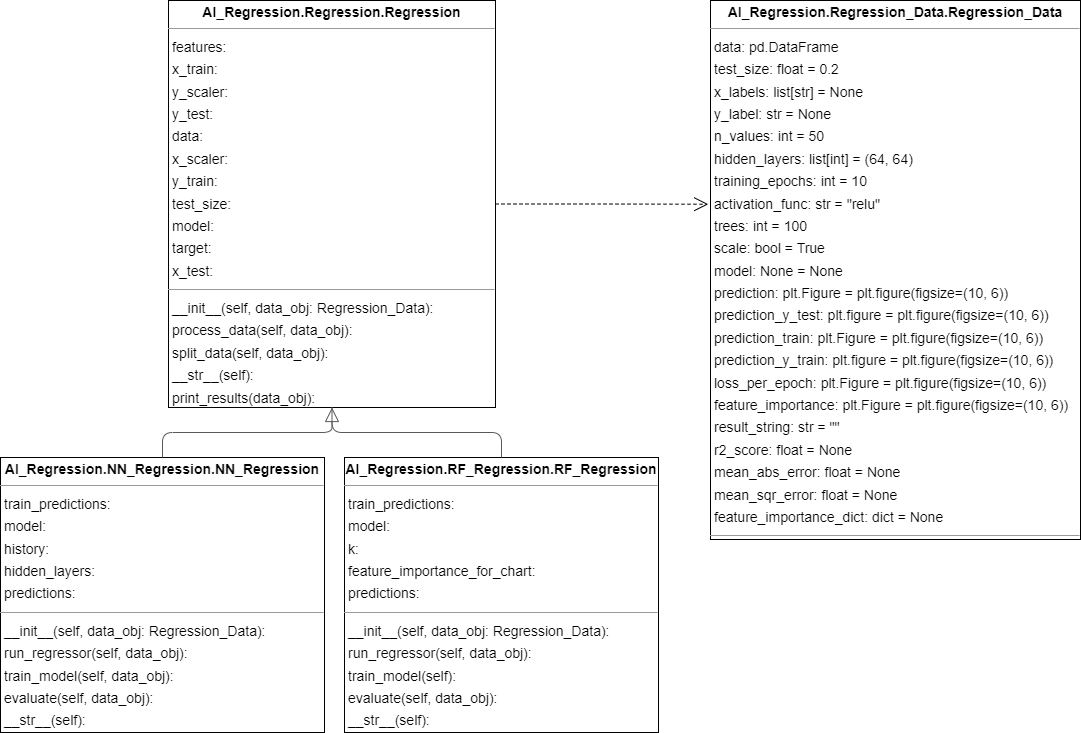 AI_Regression.Regression.Regression
features:
x_train:
y_scaler:
y_test:
data:
x_scaler:
y_train:
test_size:
model:
target:
x_test:
__init__(self, data_obj: Regression_Data):
process_data(self, data_obj):
split_data(self, data_obj):
__str__(self):
print_results(data_obj):
AI_Regression.Regression_Data.Regression_Data
data: pd.DataFrame
test_size: float = 0.2
x_labels: list[str] = None
y_label: str = None
n_values: int = 50
hidden_layers: list[int] = (64, 64)
training_epochs: int = 10
activation_func: str = "relu"
trees: int = 100
scale: bool = True
model: None = None
prediction: plt.Figure = plt.figure(figsize=(10, 6))
prediction_y_test: plt.figure = plt.figure(figsize=(10, 6))
prediction_train: plt.Figure = plt.figure(figsize=(10, 6))
prediction_y_train: plt.figure = plt.figure(figsize=(10, 6))
loss_per_epoch: plt.Figure = plt.figure(figsize=(10, 6))
feature_importance: plt.Figure = plt.figure(figsize=(10, 6))
result_string: str = ""
r2_score: float = None
mean_abs_error: float = None
mean_sqr_error: float = None
feature_importance_dict: dict = None
AI_Regression.NN_Regression.NN_Regression
train_predictions:
model:
history:
hidden_layers:
predictions:
__init__(self, data_obj: Regression_Data):
run_regressor(self, data_obj):
train_model(self, data_obj):
evaluate(self, data_obj):
__str__(self):
AI_Regression.RF_Regression.RF_Regression
train_predictions:
model:
k:
feature_importance_for_chart:
predictions:
__init__(self, data_obj: Regression_Data):
run_regressor(self, data_obj):
train_model(self):
evaluate(self, data_obj):
__str__(self):